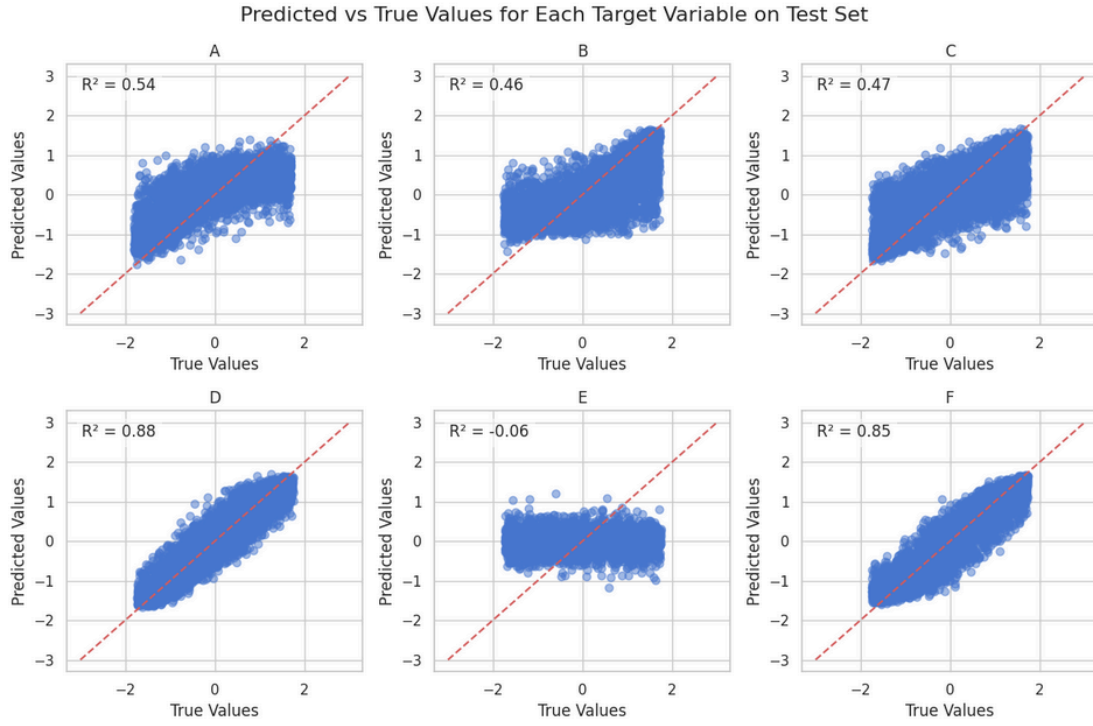 Predicted vs True Values for Each Target Variable on Test Set
A
R² = 0.54
3
2
1
0
−1
−2
−3
Predicted Values
−2
0
2
True Values
B
R² = 0.46
3
2
1
0
−1
−2
−3
Predicted Values
−2
0
2
True Values
C
R² = 0.47
3
2
1
0
−1
−2
−3
Predicted Values
−2
0
2
True Values
D
R² = 0.88
3
2
1
0
−1
−2
−3
Predicted Values
−2
0
2
True Values
E
R² = -0.06
3
2
1
0
−1
−2
−3
Predicted Values
−2
0
2
True Values
F
R² = 0.85
3
2
1
0
−1
−2
−3
Predicted Values
−2
0
2
True Values